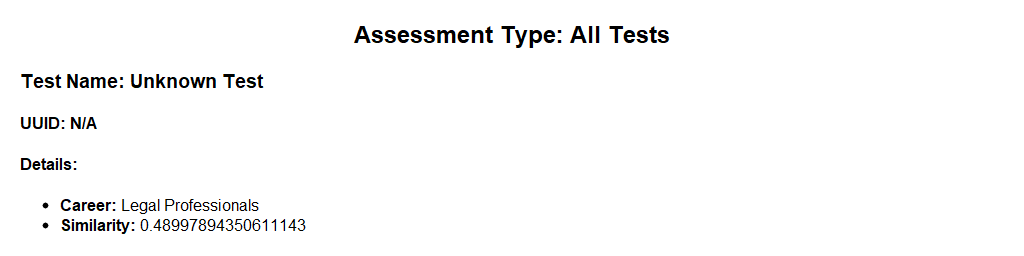 Assessment Type: All Tests
Test Name: Unknown Test
UUID: N/A
Details:
• Career: Legal Professionals
• Similarity: 0.48997894350611143